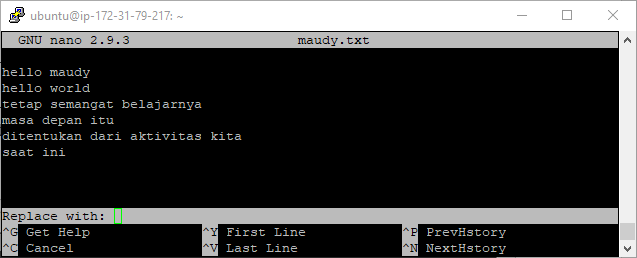 ubuntu@ip-172-31-79-217: ~
GNU nano 2.9.3 maudy.txt
hello maudy
hello world
tetap semangat belajarnya
masa depan itu
ditentukan dari aktivitas kita
saat ini
Replace with:
^G Get Help ^Y First Line ^P PrevHstory
^C Cancel ^V Last Line ^N NextHstory